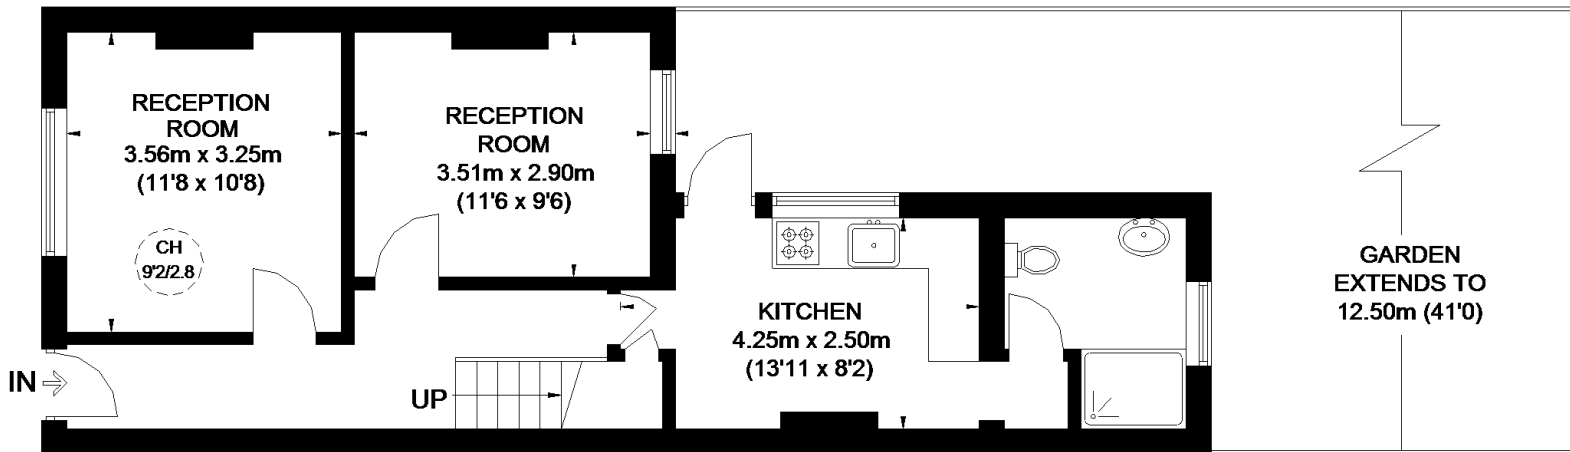 RECEPTION
ROOM
3.56m x 3.25m
(11'8 x 10'8)
CH
9'2/2.8
RECEPTION
ROOM
3.51m x 2.90m
(11'6 x 9'6)
KITCHEN
4.25m x 2.50m
(13'11 x 8'2)
GARDEN
EXTENDS TO
12.50m (41'0)
IN
UP